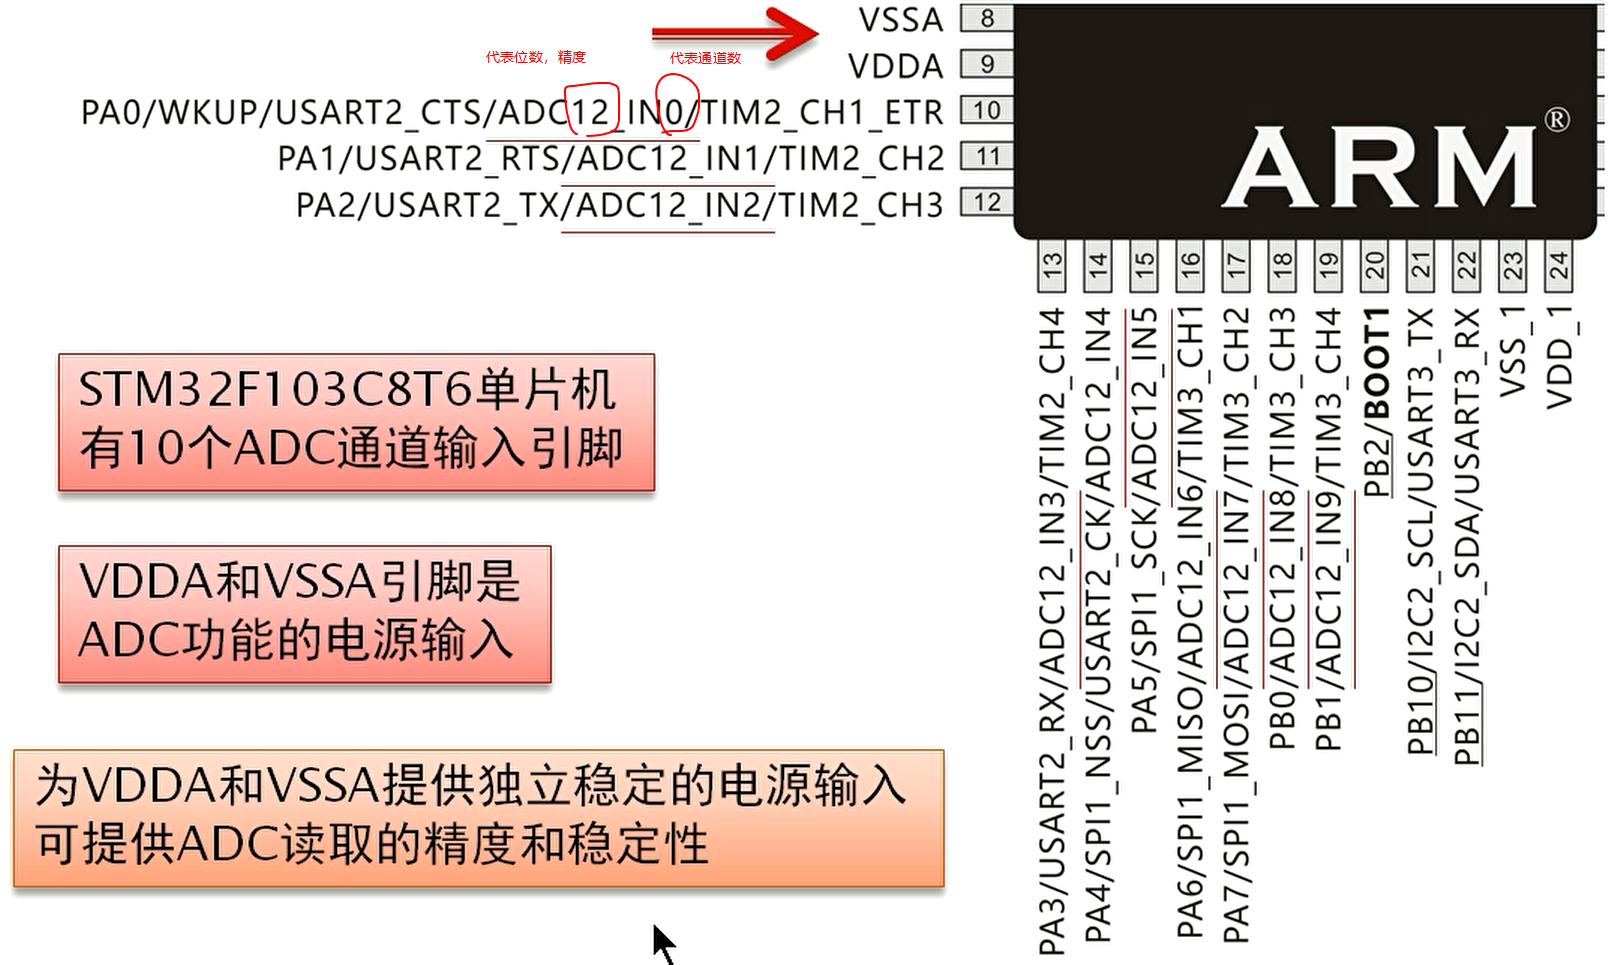 VSSA 8
代表位数，精度
代表通道数
VDDA 9
PA0/WKUP/USART2_CTS/ADC12_IN0/TIM2_CH1_ETR 10
PA1/USART2_RTS/ADC12_IN1/TIM2_CH2 11
PA2/USART2_TX/ADC12_IN2/TIM2_CH3 12
ARM®
13 PA3/USART2_RX/ADC12_IN3/TIM2_CH4
14 PA4/SPI1_NSS/USART2_CK/ADC12_IN4
15 PA5/SPI1_SCK/ADC12_IN5
16 PA6/SPI1_MISO/ADC12_IN6/TIM3_CH1
17 PA7/SPI1_MOSI/ADC12_IN7/TIM3_CH2
18 PB0/ADC12_IN8/TIM3_CH3
19 PB1/ADC12_IN9/TIM3_CH4
20 PB2/BOOT1
21 PB10/I2C2_SCL/USART3_TX
22 PB11/I2C2_SDA/USART3_RX
23 VSS_1
24 VDD_1
STM32F103C8T6单片机
有10个ADC通道输入引脚
VDDA和VSSA引脚是
ADC功能的电源输入
为VDDA和VSSA提供独立稳定的电源输入
可提供ADC读取的精度和稳定性